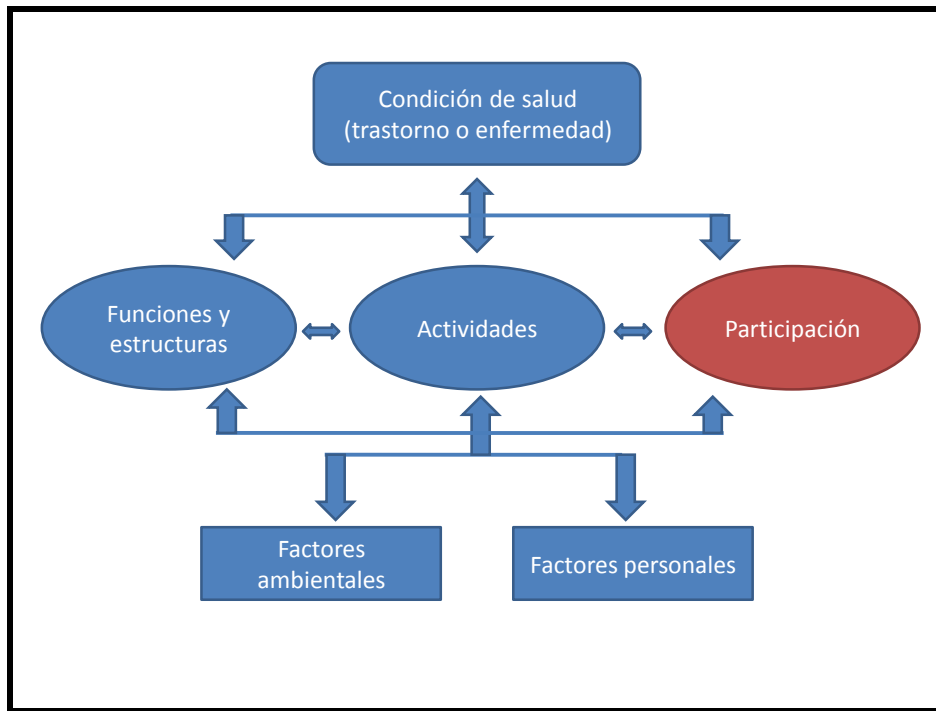 Condición de salud
(trastorno o enfermedad)
Funciones y
estructuras
Actividades
Participación
Factores
ambientales
Factores personales